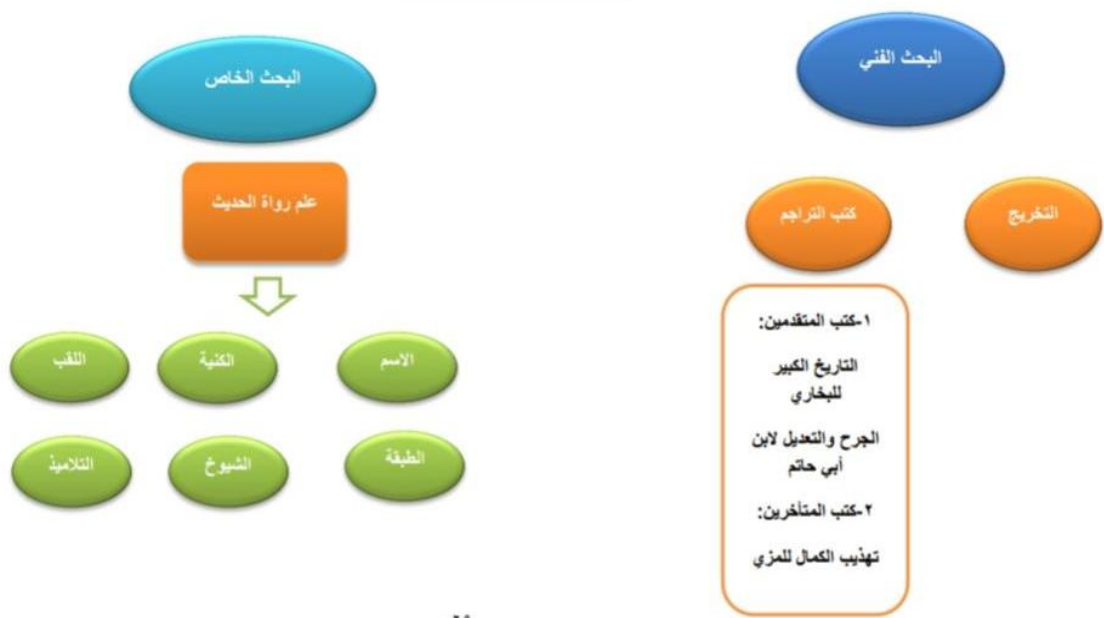 البحث الفني
التخريج
كتب التراجم
١-كتب المتقدمين:
التاريخ الكبير
للبخاري
الجرح والتعديل لابن
أبي حاتم
٢-كتب المتأخرين:
تهذيب الكمال للمزي
البحث الخاص
علم رواة الحديث
الاسم
الكنية
اللقب
الطبقة
الشيوخ
التلاميذ